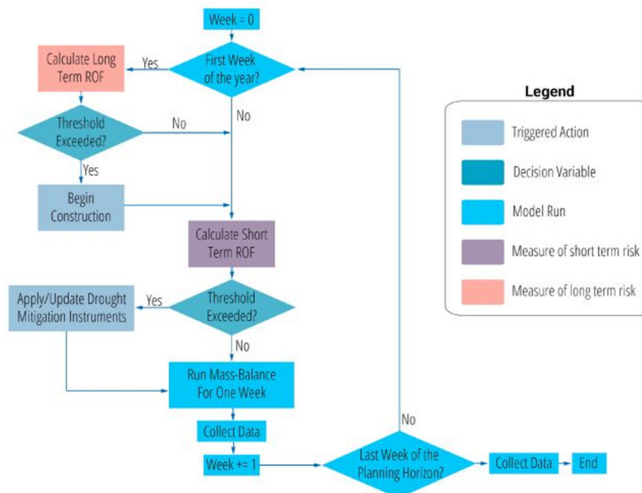 Week = 0
First Week
of the year?
Yes
Calculate Long
Term ROF
Threshold
Exceeded?
No
No
Yes
Begin
Construction
Calculate Short
Term ROF
Threshold
Exceeded?
Yes
Apply/Update Drought
Mitigation Instruments
No
Run Mass-Balance
For One Week
Collect Data
Week += 1
Last Week of the
Planning Horizon?
No
Collect Data
End
Legend
Triggered Action
Decision Variable
Model Run
Measure of short term risk
Measure of long term risk